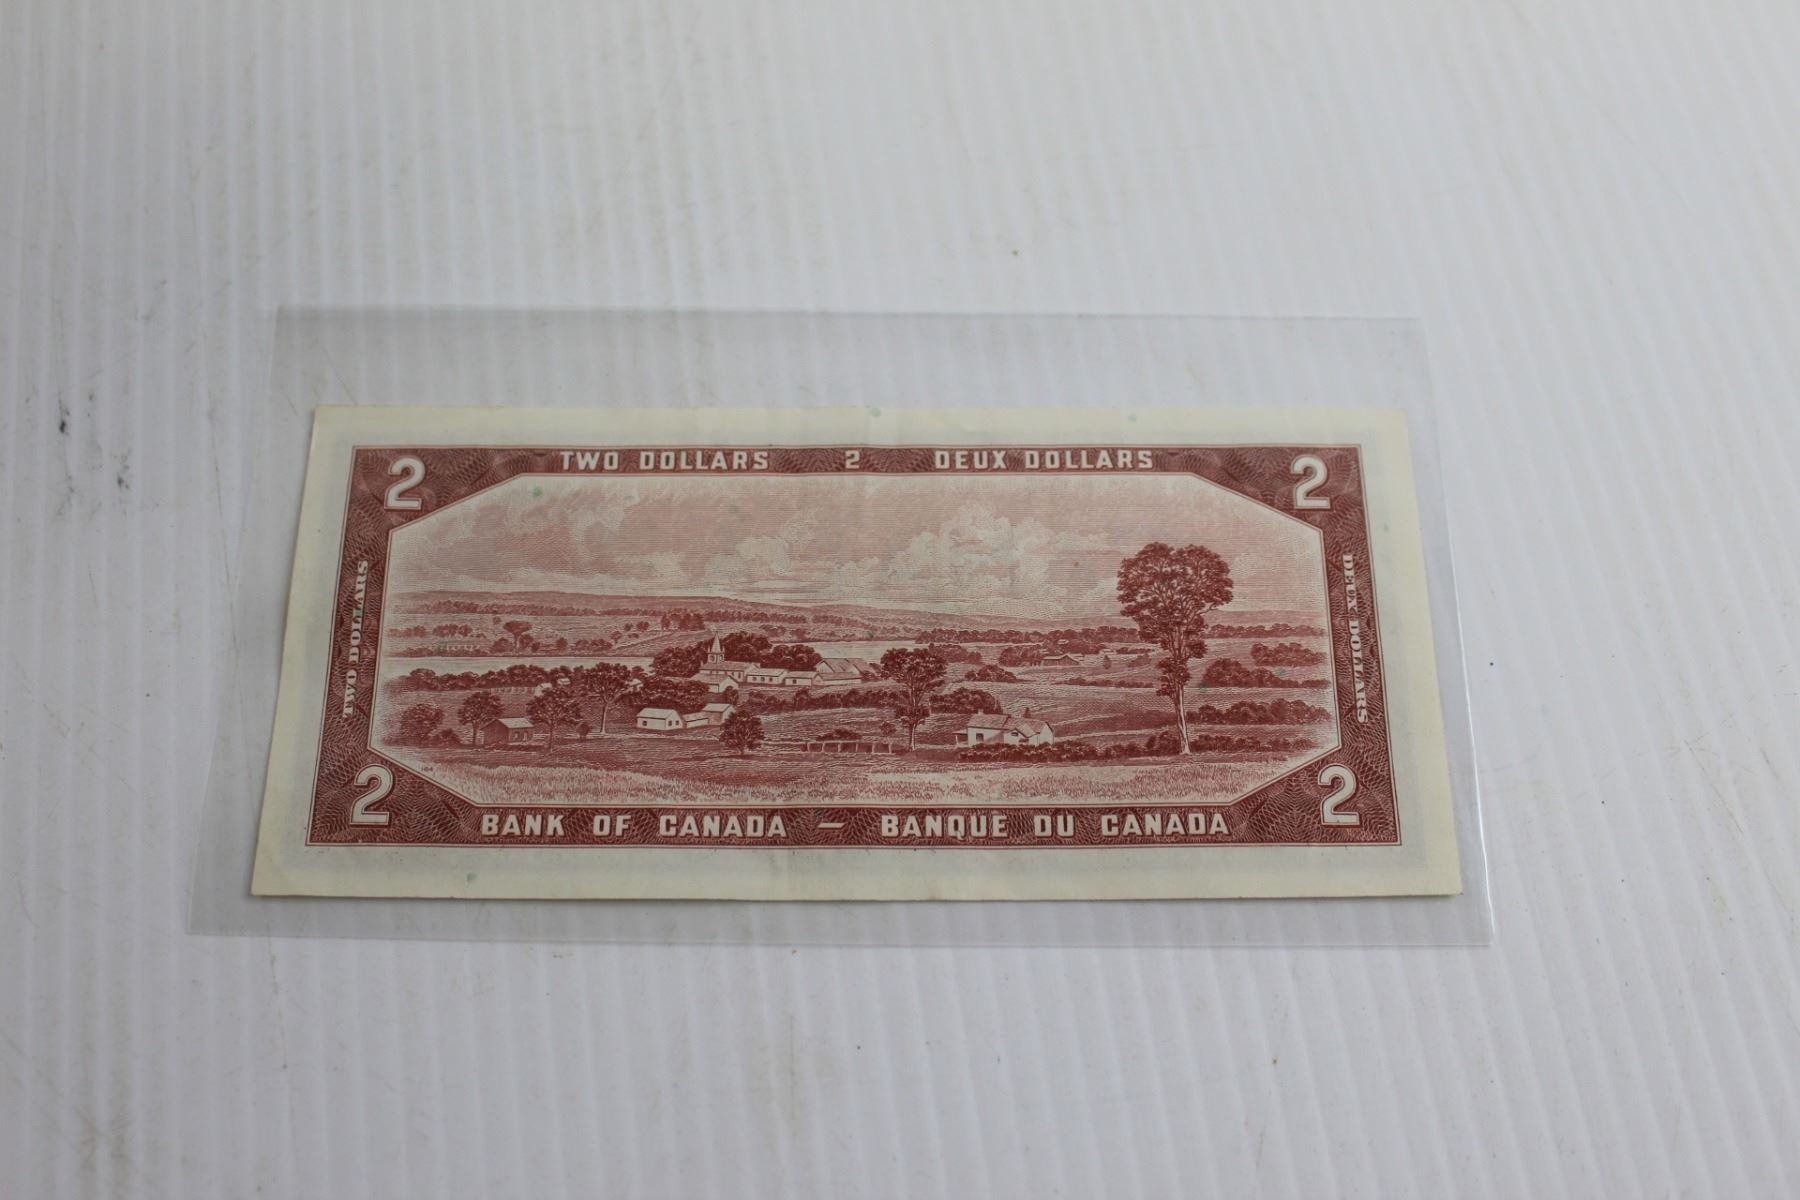 TWO DOLLARS 2 DEUX DOLLARS
2 2
TWO DOLLARS
DEUX DOLLARS
2 2
BANK OF CANADA — BANQUE DU CANADA